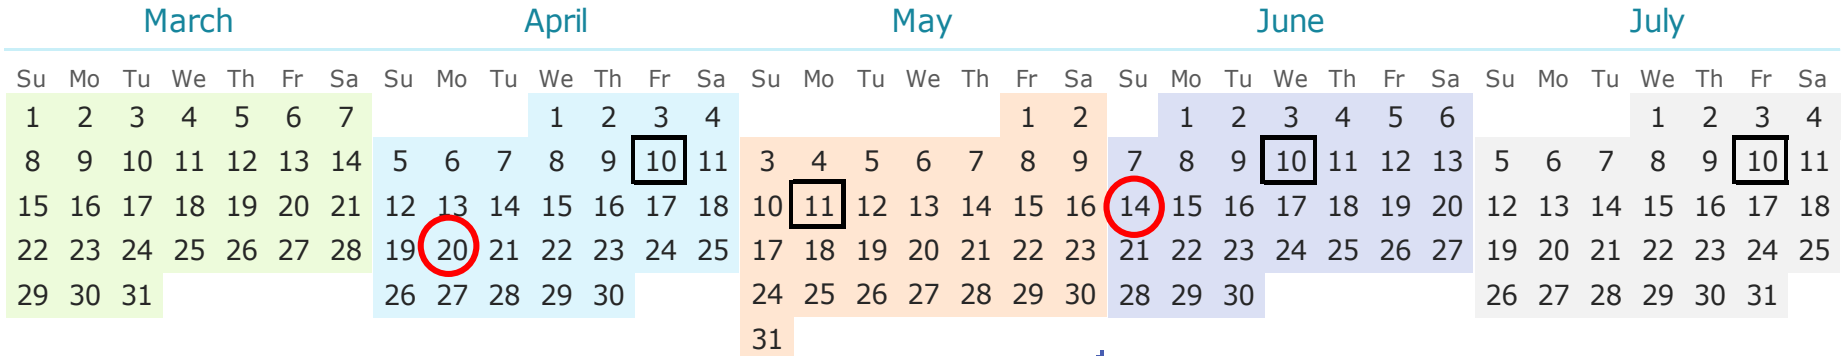 March April May June July
Su Mo Tu We Th Fr Sa Su Mo Tu We Th Fr Sa Su Mo Tu We Th Fr Sa Su Mo Tu We Th Fr Sa Su Mo Tu We Th Fr Sa
1 2 3 4 5 6 7 1 2 3 4 1 2 1 2 3 4 5 6 1 2 3 4
8 9 10 11 12 13 14 5 6 7 8 9 10 11 3 4 5 6 7 8 9 7 8 9 10 11 12 13 5 6 7 8 9 10 11
15 16 17 18 19 20 21 12 13 14 15 16 17 18 10 11 12 13 14 15 16 14 15 16 17 18 19 20 12 13 14 15 16 17 18
22 23 24 25 26 27 28 19 20 21 22 23 24 25 17 18 19 20 21 22 23 21 22 23 24 25 26 27 19 20 21 22 23 24 25
29 30 31 26 27 28 29 30 24 25 26 27 28 29 30 28 29 30 26 27 28 29 30 31
31